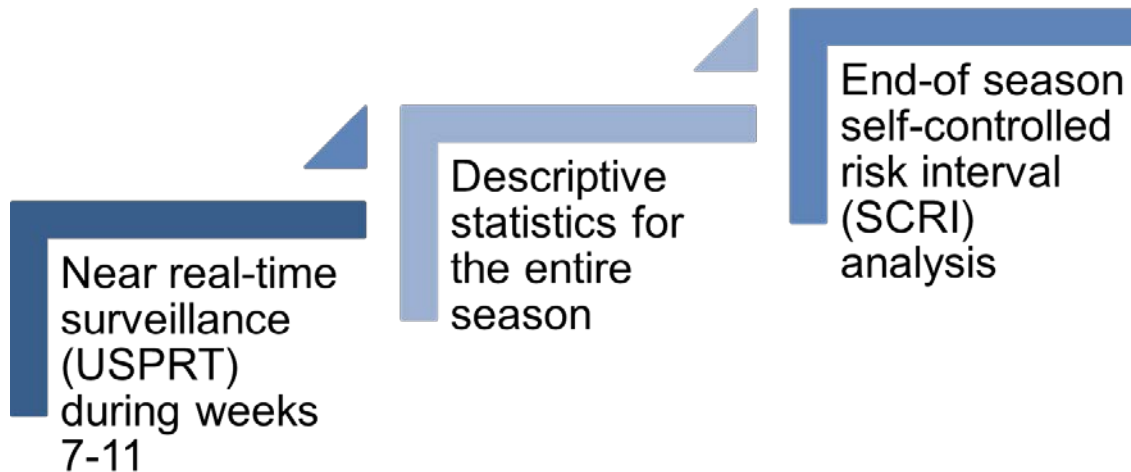 Near real-time
surveillance
(USPRT)
during weeks
7-11
Descriptive
statistics for
the entire
season
End-of season
self-controlled
risk interval
(SCRI)
analysis